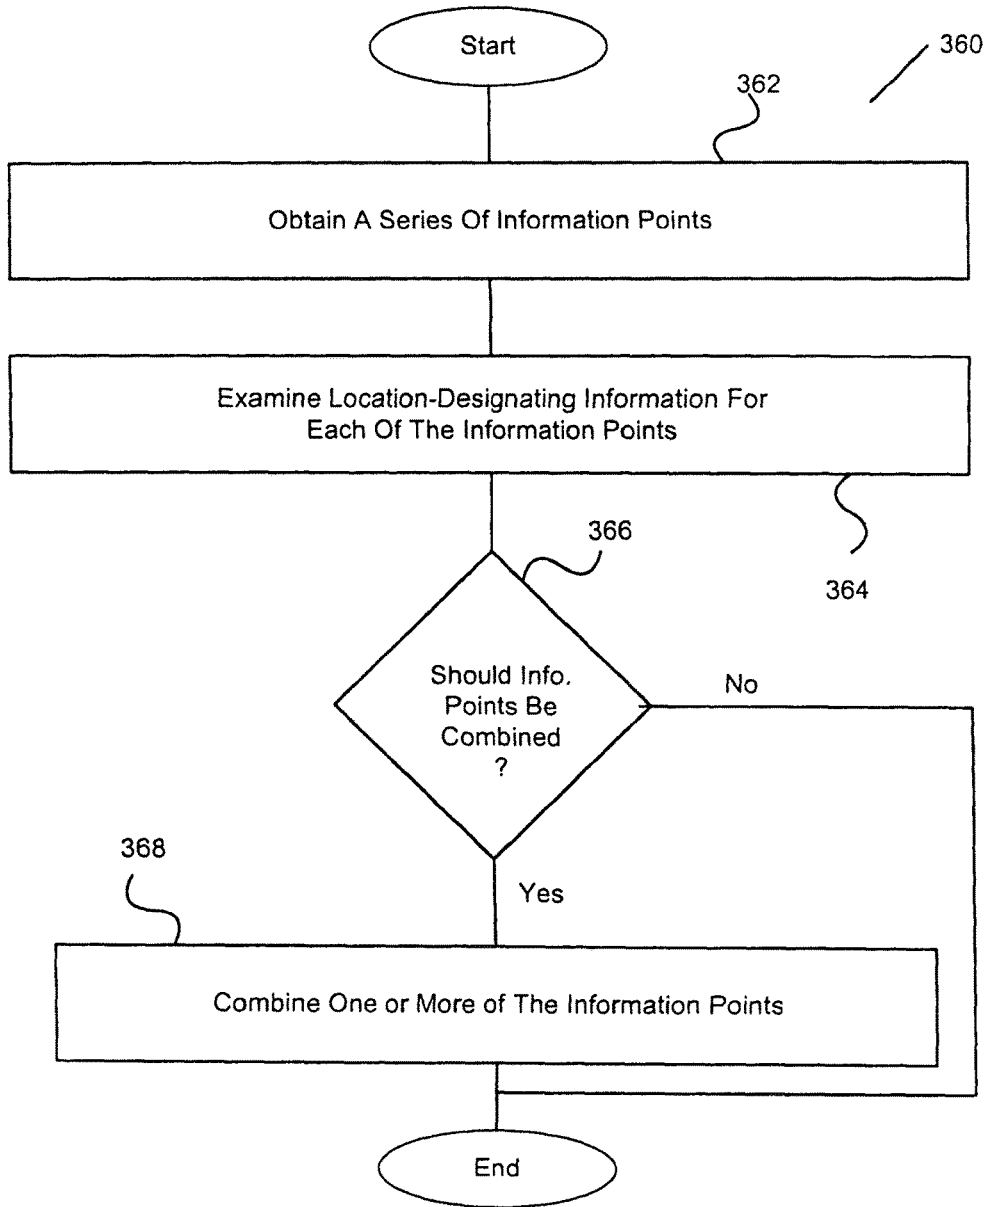 Start
360
362
Obtain A Series Of Information Points
Examine Location-Designating Information For
Each Of The Information Points
366
364
Should Info.
Points Be
Combined
?
No
368
Yes
Combine One or More of The Information Points
End